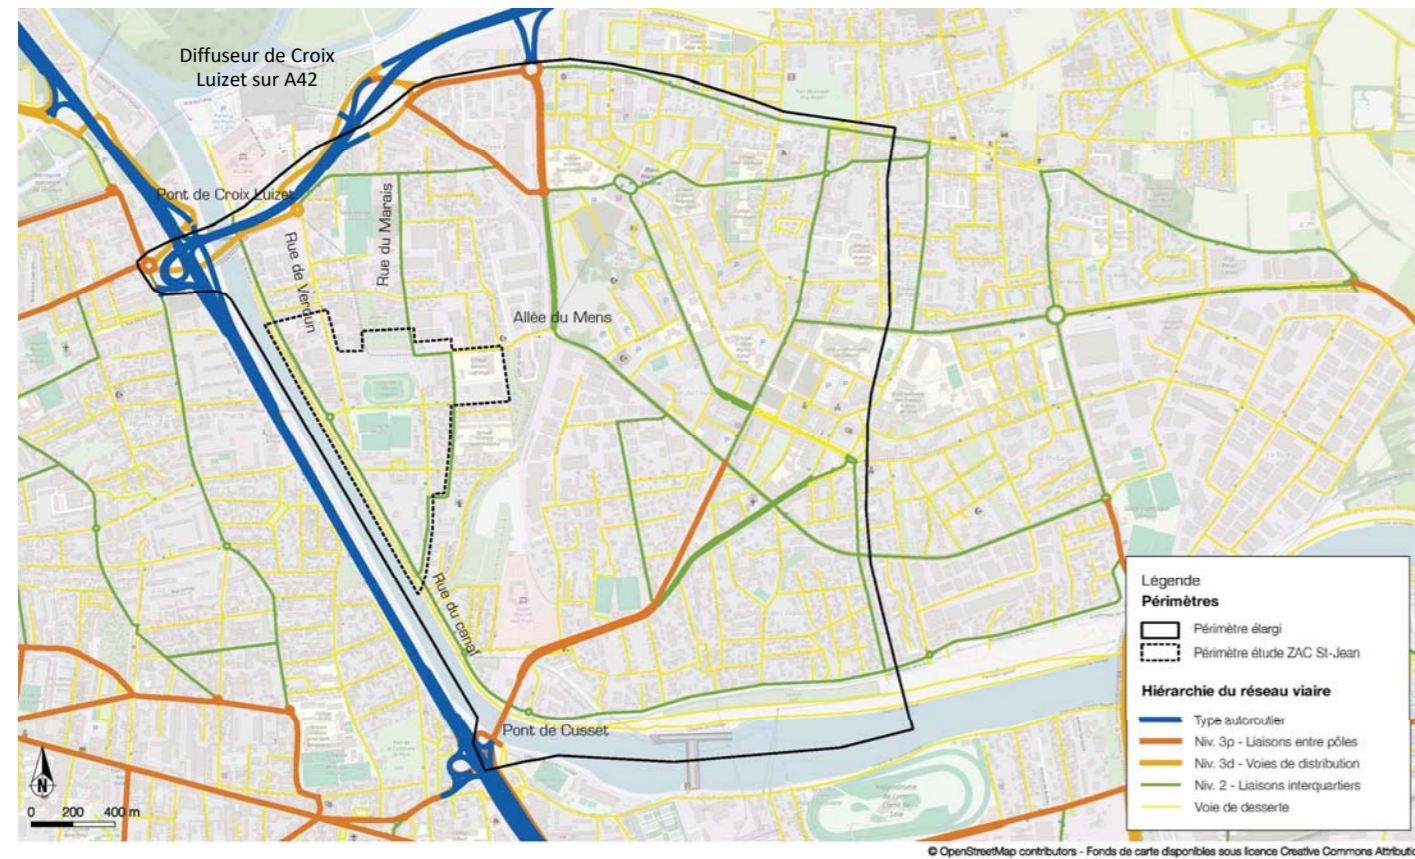 Diffuseur de Croix
Luizet sur A42
Pont de Croix Luizet
Rue du Marais
Rue de Verdun
Allée du Mens
Rue du canal
Pont de Cusset
N
0 200 400 m
Légende
Périmètres
Périmètre élargi
Périmètre étude ZAC St-Jean
Hiérarchie du réseau viaire
Type autoroutier
Niv. 3p - Liaisons entre pôles
Niv. 3d - Voies de distribution
Niv. 2 - Liaisons interquartiers
Voie de desserte
© OpenStreetMap contributors - Fonds de carte disponibles sous licence Creative Commons Attributio